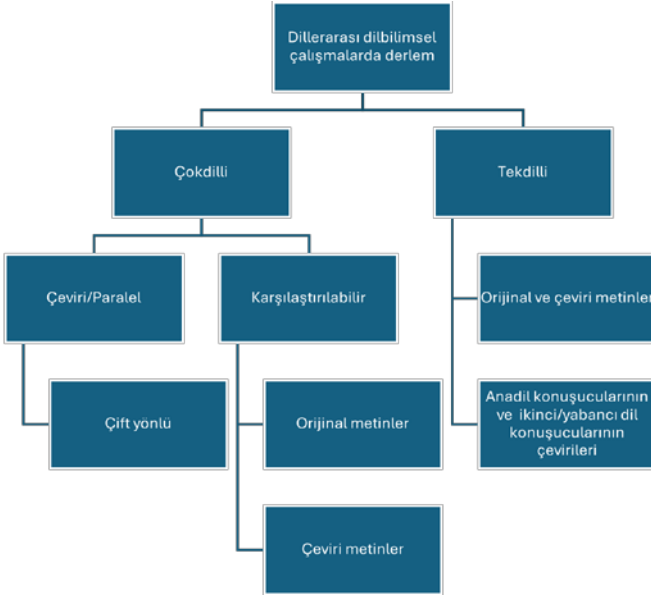 Dillerarası dilbilimsel
çalışmalarda derlem
Çokdilli
Tekdilli
Çeviri/Paralel
Karşılaştırılabilir
Orijinal ve çeviri metinler
Çift yönlü
Orijinal metinler
Anadil konuşucularının
ve ikinci/yabancı dil
konuşucularının
çevirileri
Çeviri metinler